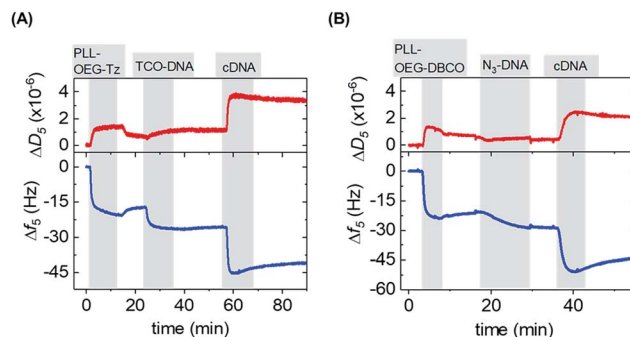 (A)
PLL-
OEG-Tz
TCO-DNA
cDNA
ΔD₅ (x10⁻⁶)
4
2
0
Δf₅ (Hz)
0
-15
-30
-45
0 20 40 60 80
time (min)
(B)
PLL-
OEG-DBCO
N₃-DNA
cDNA
ΔD₅ (x10⁻⁶)
4
2
0
Δf₅ (Hz)
0
-15
-30
-45
-60
0 20 40
time (min)